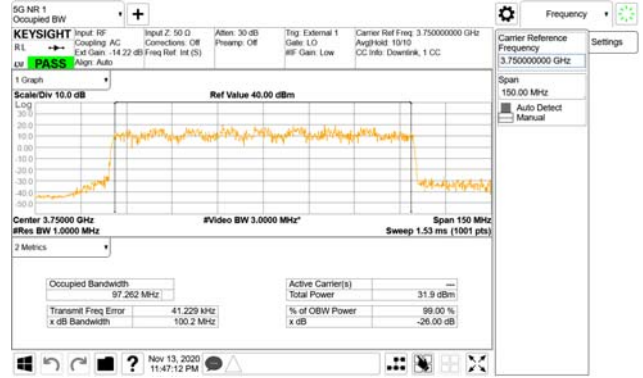 5G NR 1
Occupied BW
Frequency
KEYSIGHT
RL
LW
PASS
Input: RF
Coupling: AC
Ext Gain: -14.22 dB
Align: Auto
Input Z: 50 Ω
Corrections: Off
Freq Ref: Int (S)
Atten: 30 dB
Preamp: Off
Trig: External 1
Gate: LO
#IF Gain: Low
Carrier Ref Freq: 3.750000000 GHz
Avg|Hold: 10/10
CC Info: Downlink, 1 CC
Carrier Reference
Frequency
3.750000000 GHz
Settings
Span
150.00 MHz
Auto Detect
Manual
1 Graph
Scale/Div 10.0 dB
Ref Value 40.00 dBm
Log
30.0
20.0
10.0
0.00
-10.0
-20.0
-30.0
-40.0
-50.0
Center 3.75000 GHz
#Video BW 3.0000 MHz*
Span 150 MHz
#Res BW 1.0000 MHz
Sweep 1.53 ms (1001 pts)
2 Metrics
Occupied Bandwidth
97.262 MHz
Active Carrier(s)
---
Total Power
31.9 dBm
Transmit Freq Error
41.229 kHz
% of OBW Power
99.00 %
x dB Bandwidth
100.2 MHz
x dB
-26.00 dB
Nov 13, 2020
11:47:12 PM